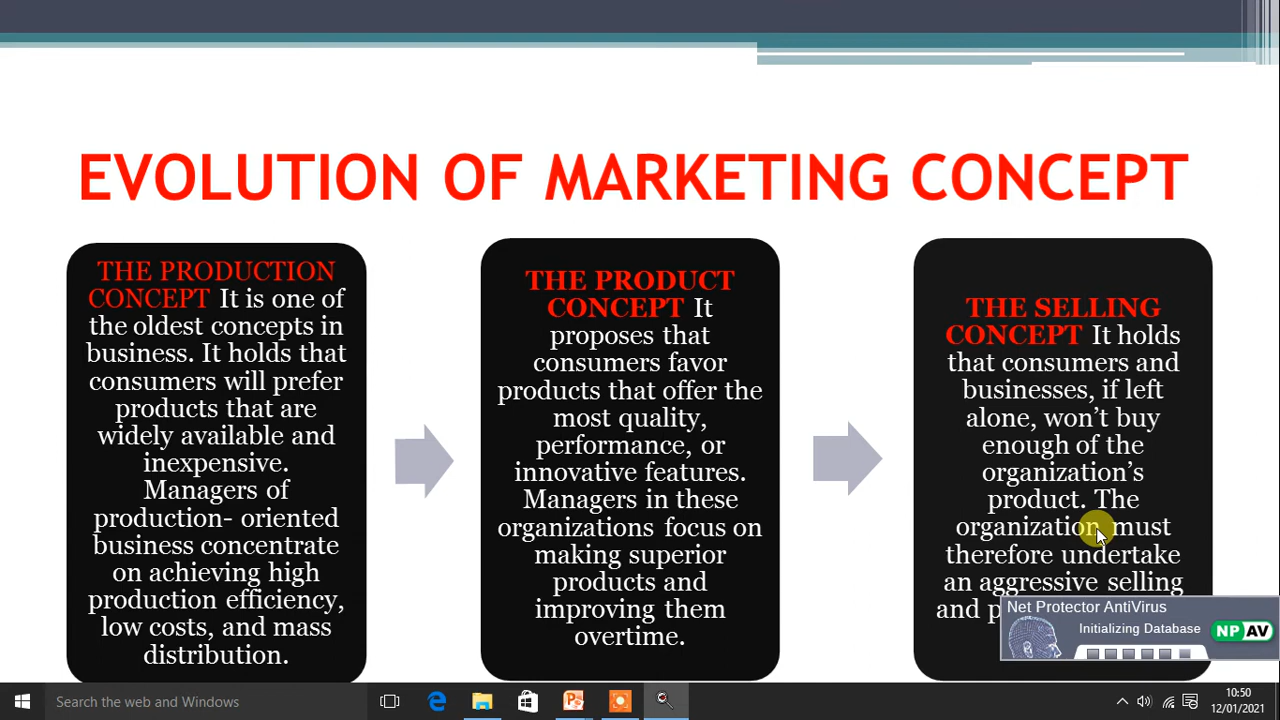 EVOLUTION OF MARKETING CONCEPT
THE PRODUCTION
CONCEPT It is one of
the oldest concepts in
business. It holds that
consumers will prefer
products that are
widely available and
inexpensive.
Managers of
production- oriented
business concentrate
on achieving high
production efficiency,
low costs, and mass
distribution.
THE PRODUCT
CONCEPT It
proposes that
consumers favor
products that offer the
most quality,
performance, or
innovative features.
Managers in these
organizations focus on
making superior
products and
improving them
overtime.
THE SELLING
CONCEPT It holds
that consumers and
businesses, if left
alone, won’t buy
enough of the
organization’s
product. The
organization must
therefore undertake
an aggressive selling
and
Net Protector AntiVirus
Initializing Database
NP AV
Search the web and Windows
10:50
12/01/2021